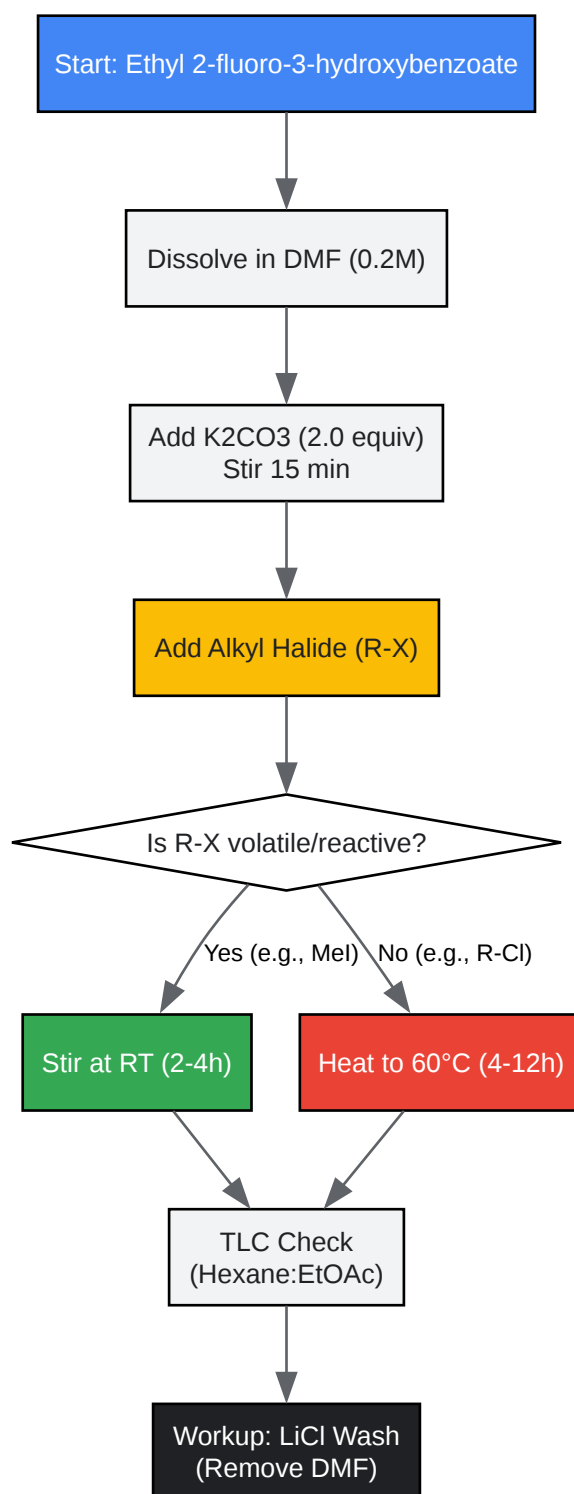 Start: Ethyl 2-fluoro-3-hydroxybenzoate
Dissolve in DMF (0.2M)
Add K2CO3 (2.0 equiv)
Stir 15 min
Add Alkyl Halide (R-X)
Is R-X volatile/reactive?
Yes (e.g., MeI)
No (e.g., R-Cl)
Stir at RT (2-4h)
Heat to 60°C (4-12h)
TLC Check
(Hexane:EtOAc)
Workup: LiCl Wash
(Remove DMF)